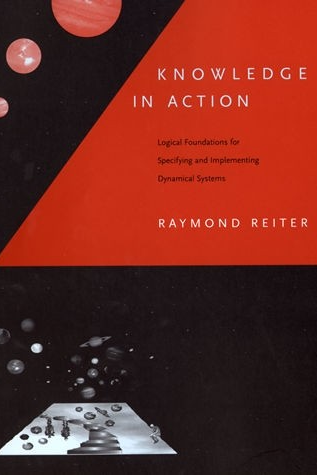 KNOWLEDGE
IN ACTION
Logical Foundations for
Specifying and Implementing
Dynamical Systems
RAYMOND REITER